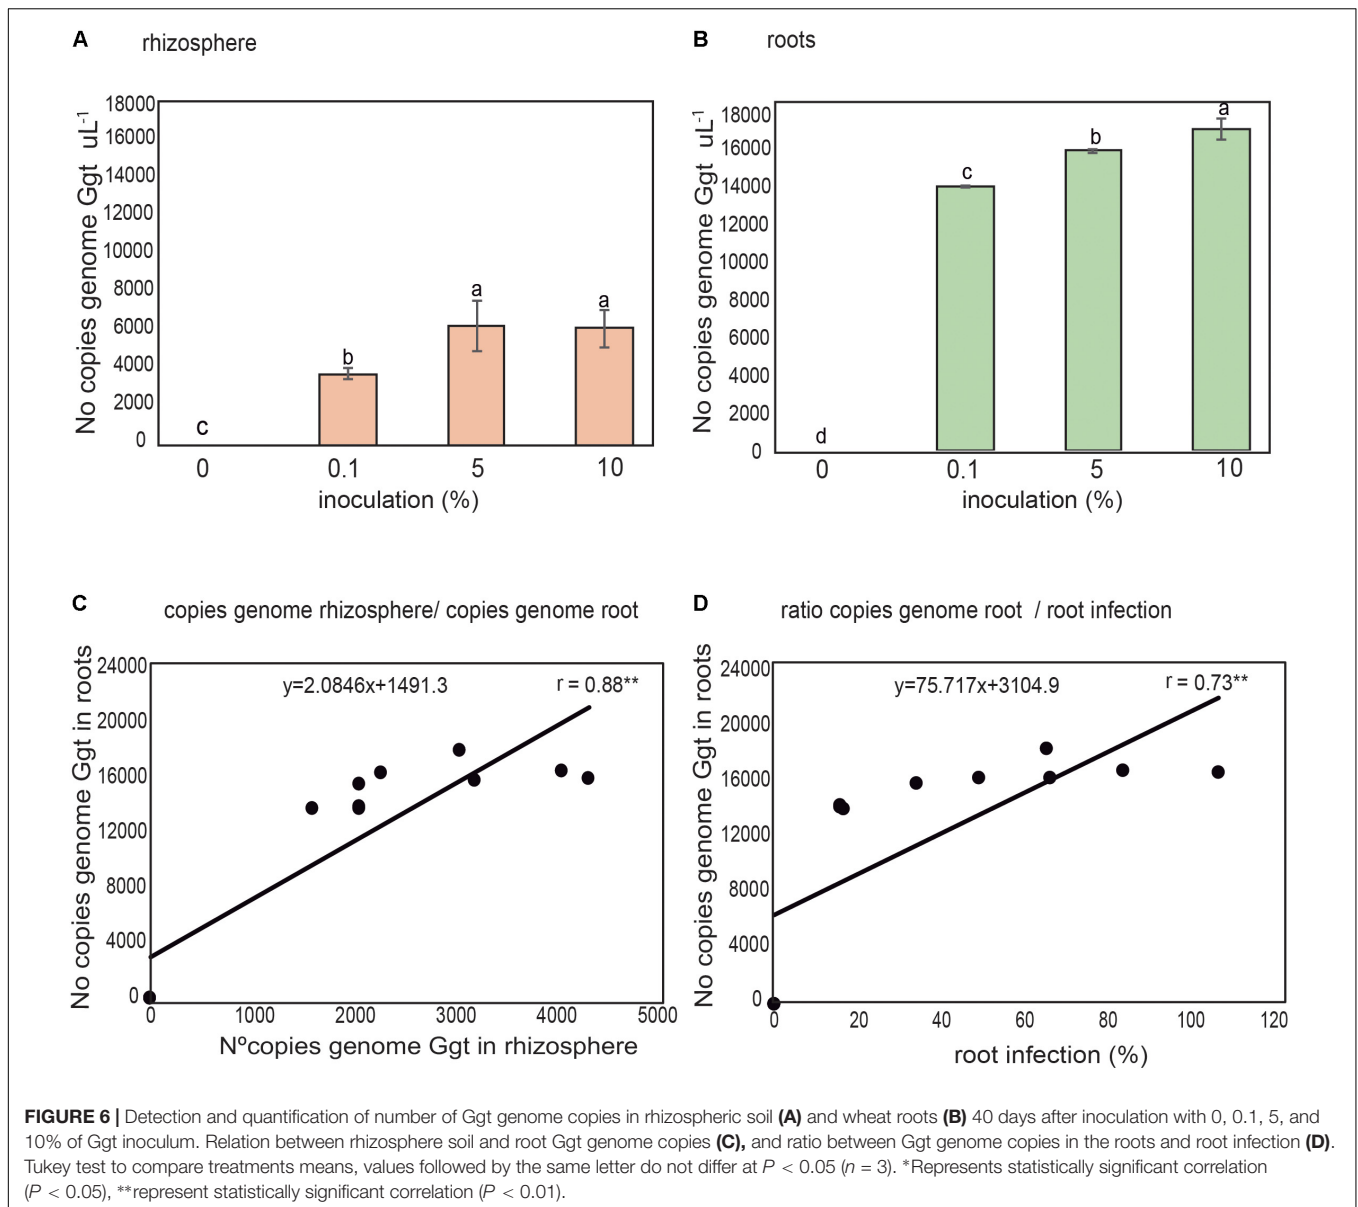 A rhizosphere
No copies genome Ggt uL-1
18000
16000
14000
12000
10000
8000
6000
4000
2000
0
c
b
a
a
0 0.1 5 10
inoculation (%)
B roots
No copies genome Ggt uL-1
18000
16000
14000
12000
10000
8000
6000
4000
2000
0
d
c
b
a
0 0.1 5 10
inoculation (%)
C copies genome rhizosphere/ copies genome root
No copies genome Ggt in roots
y=2.0846x+1491.3 r = 0.88**
24000
20000
16000
12000
8000
4000
0
0 1000 2000 3000 4000 5000
Nºcopies genome Ggt in rhizosphere
D ratio copies genome root / root infection
No copies genome Ggt in roots
y=75.717x+3104.9 r = 0.73**
24000
20000
16000
12000
8000
4000
0
0 20 40 60 80 100 120
root infection (%)
FIGURE 6 | Detection and quantification of number of Ggt genome copies in rhizospheric soil (A) and wheat roots (B) 40 days after inoculation with 0, 0.1, 5, and
10% of Ggt inoculum. Relation between rhizosphere soil and root Ggt genome copies (C), and ratio between Ggt genome copies in the roots and root infection (D).
Tukey test to compare treatments means, values followed by the same letter do not differ at P < 0.05 (n = 3). *Represents statistically significant correlation
(P < 0.05), **represent statistically significant correlation (P < 0.01).